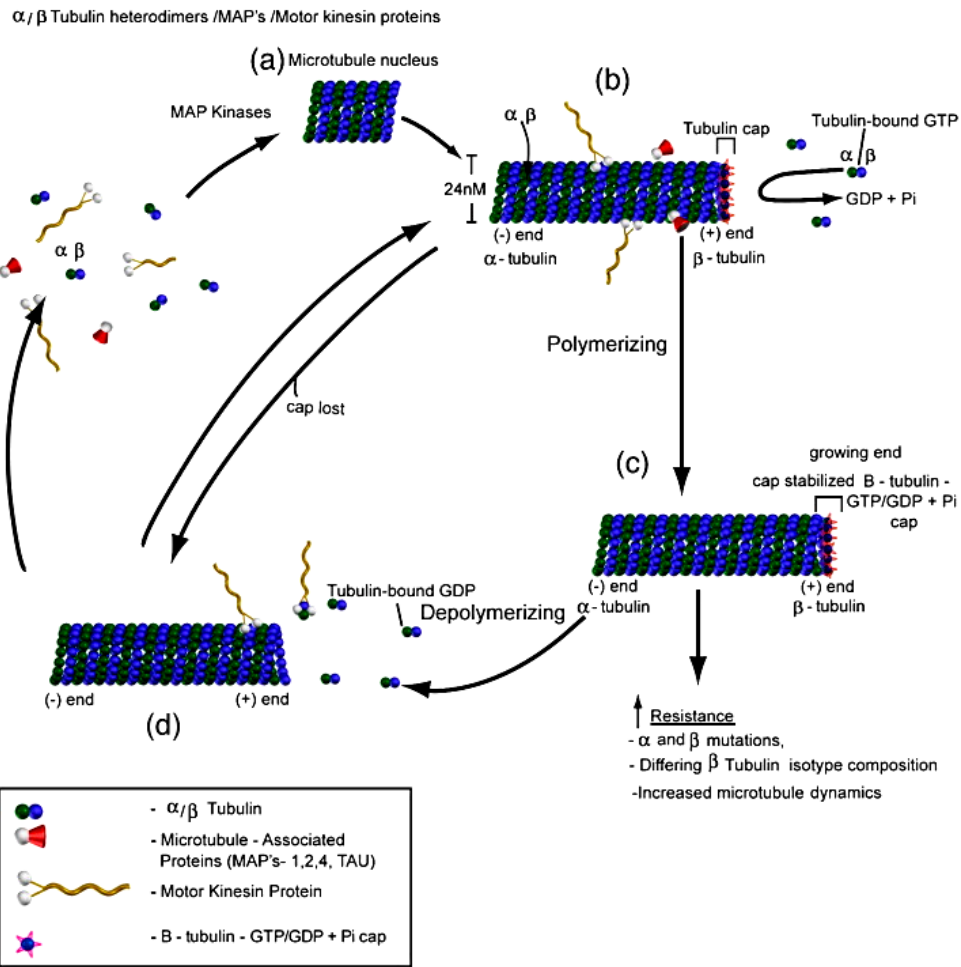 α/β Tubulin heterodimers /MAP's /Motor kinesin proteins
(a) Microtubule nucleus
MAP Kinases
(b)
α β
Tubulin cap
Tubulin-bound GTP
α β
GDP + Pi
24nM
(-) end
α- tubulin
(+) end
β - tubulin
α β
Polymerizing
cap lost
(c)
growing end
cap stabilized B - tubulin -
GTP/GDP + Pi
cap
(-) end
α- tubulin
(+) end
β- tubulin
Tubulin-bound GDP
Depolymerizing
(-) end
(+) end
(d)
Resistance
- α and β mutations,
- Differing β Tubulin isotype composition
-Increased microtubule dynamics
- α/β Tubulin
- Microtubule - Associated
Proteins (MAP's- 1,2,4, TAU)
- Motor Kinesin Protein
- B - tubulin - GTP/GDP + Pi cap